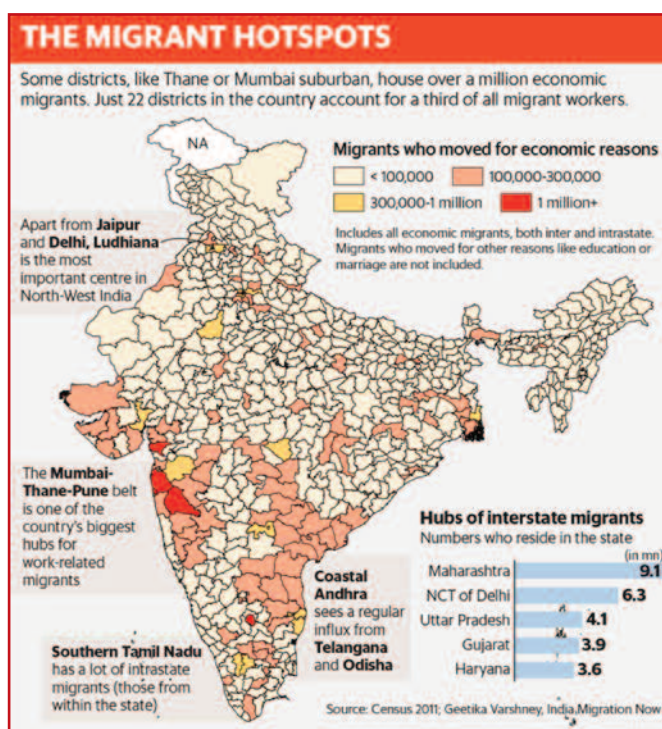 THE MIGRANT HOTSPOTS
Some districts, like Thane or Mumbai suburban, house over a million economic
migrants. Just 22 districts in the country account for a third of all migrant workers.
NA
Migrants who moved for economic reasons
< 100,000
100,000-300,000
300,000-1 million
1 million+
Includes all economic migrants, both inter and intrastate.
Migrants who moved for other reasons like education or
marriage are not included.
Apart from Jaipur
and Delhi, Ludhiana
is the most
important centre in
North-West India
The Mumbai-
Thane-Pune belt
is one of the
country's biggest
hubs for
work-related
migrants
Coastal
Andhra
sees a regular
influx from
Telangana
and Odisha
Southern Tamil Nadu
has a lot of intrastate
migrants (those from
within the state)
Hubs of interstate migrants
Numbers who reside in the state
(in mn)
Maharashtra 9.1
NCT of Delhi 6.3
Uttar Pradesh 4.1
Gujarat 3.9
Haryana 3.6
Source: Census 2011; Geetika Varshney, India Migration Now